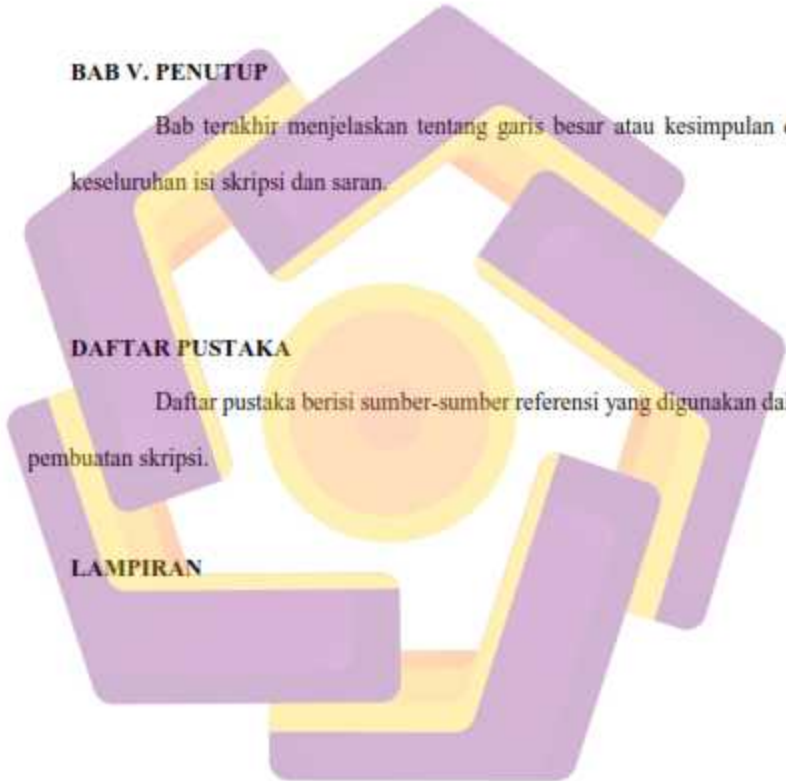 BAB V. PENUTUP
Bab terakhir menjelaskan tentang garis besar atau kesimpulan
keseluruhan isi skripsi dan saran.
DAFTAR PUSTAKA
Daftar pustaka berisi sumber-sumber referensi yang digunakan
pembuatan skripsi.
LAMPIRAN